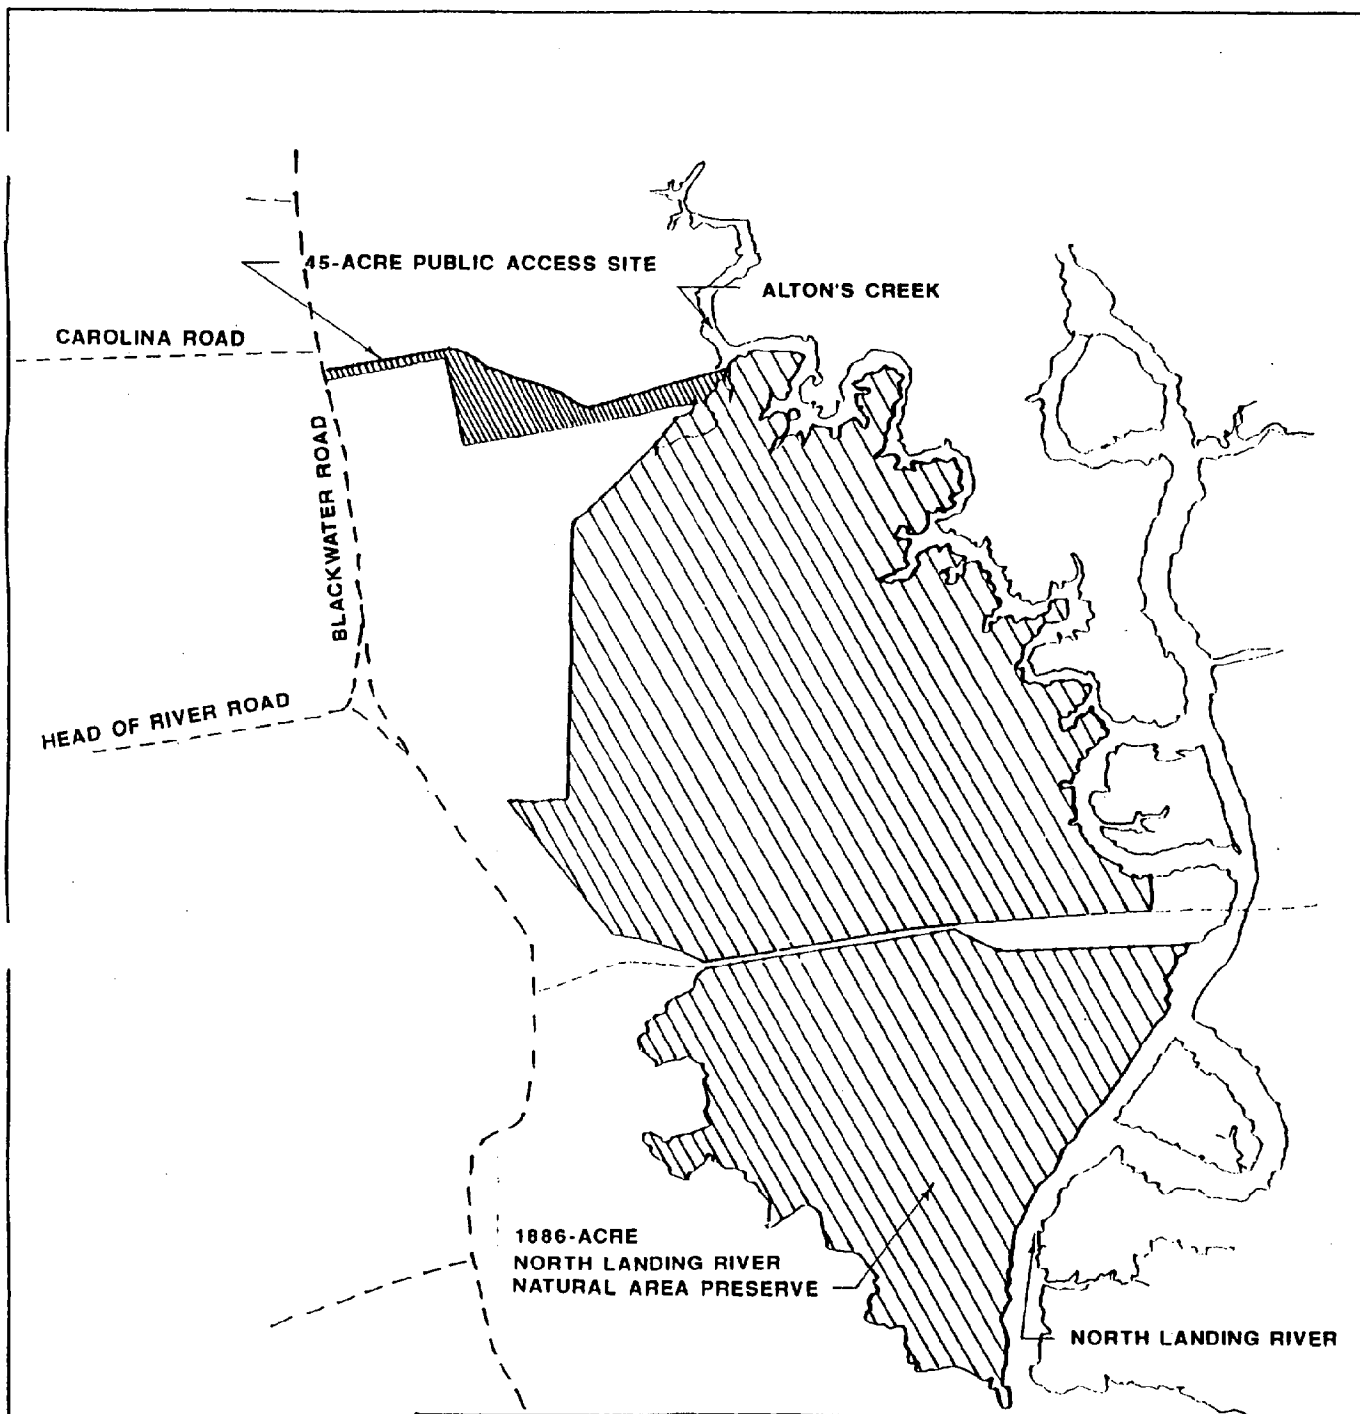 45-ACRE PUBLIC ACCESS SITE
ALTON'S CREEK
CAROLINA ROAD
BLACKWATER ROAD
HEAD OF RIVER ROAD
1886-ACRE
NORTH LANDING RIVER
NATURAL AREA PRESERVE
NORTH LANDING RIVER